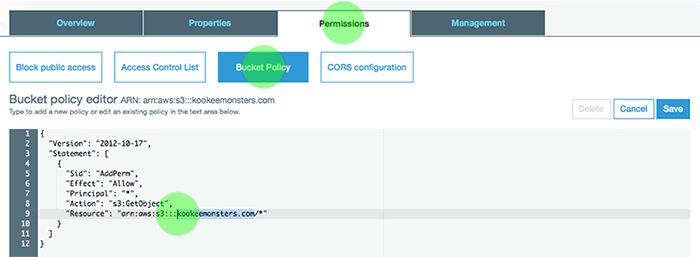 Overview Properties Permissions Management
Block public access Access Control List Bucket Policy CORS configuration
Bucket policy editor ARN: arn:aws:s3:::kookeemonsters.com
Type to add a new policy or edit an existing policy in the text area below.
Delete Cancel Save
1 {
2 "Version": "2012-10-17",
3 "Statement": [
4 {
5 "Sid": "AddPerm",
6 "Effect": "Allow",
7 "Principal": "*",
8 "Action": "s3:GetObject",
9 "Resource": "arn:aws:s3:::kookeemonsters.com/*"
10 }
11 ]
12 }